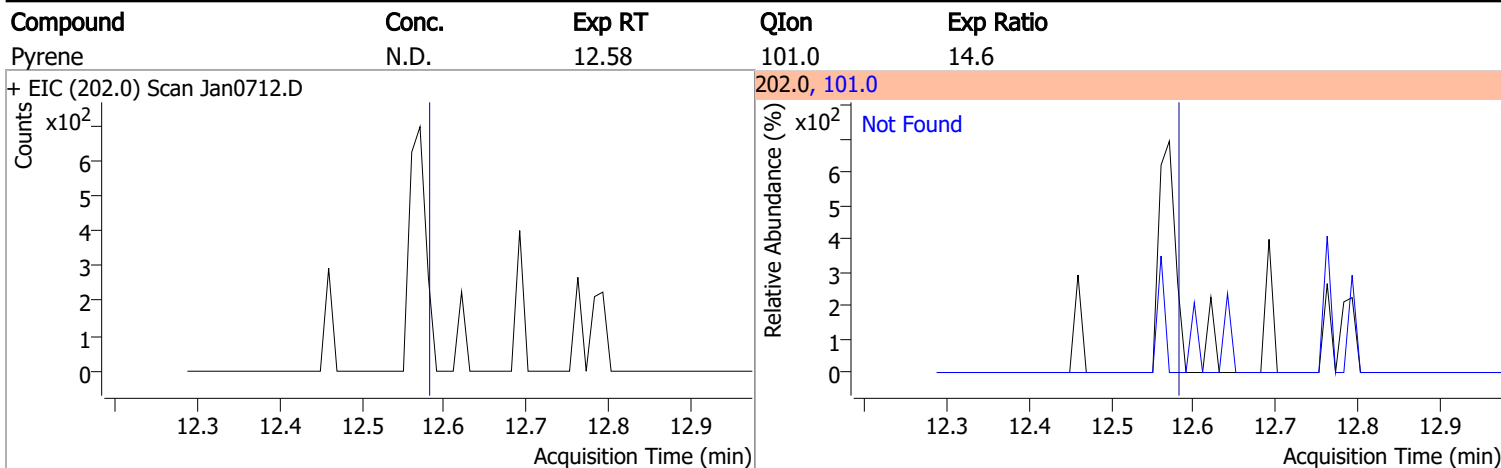 Compound Conc. Exp RT QIon Exp Ratio
Pyrene N.D. 12.58 101.0 14.6
+ EIC (202.0) Scan Jan0712.D
Counts
x10²
6
5
4
3
2
1
0
12.3 12.4 12.5 12.6 12.7 12.8 12.9
Acquisition Time (min)
202.0, 101.0
Relative Abundance (%)
x10²
Not Found
6
5
4
3
2
1
0
12.3 12.4 12.5 12.6 12.7 12.8 12.9
Acquisition Time (min)